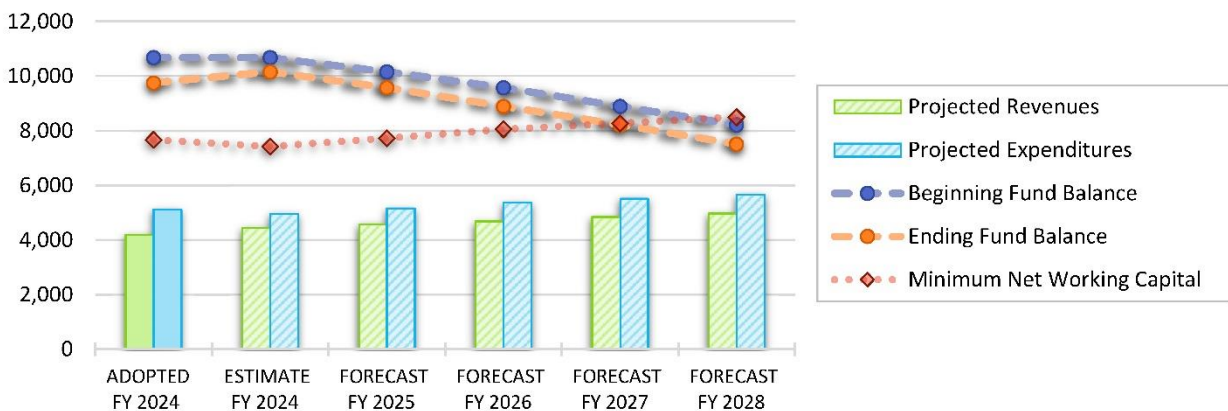 12,000
10,000
8,000
6,000
4,000
2,000
0
ADOPTED FY 2024
ESTIMATE FY 2024
FORECAST FY 2025
FORECAST FY 2026
FORECAST FY 2027
FORECAST FY 2028
Projected Revenues
Projected Expenditures
Beginning Fund Balance
Ending Fund Balance
Minimum Net Working Capital